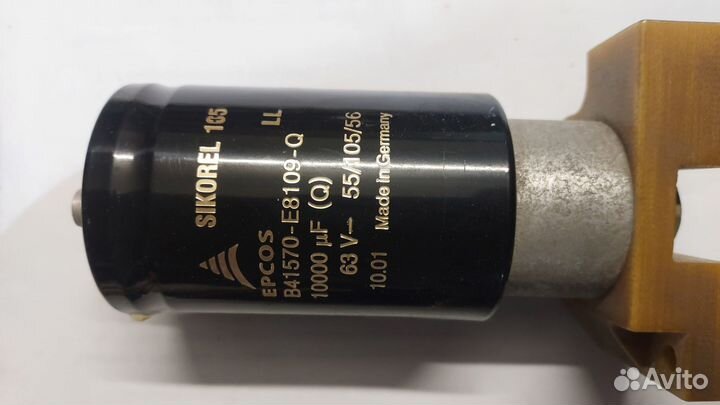 SIKOREL 105
LL
EPCOS
B41570-E8109-Q
10000 µF (Q)
63 V– 55/105/56
10.01 Made in Germany
Avito